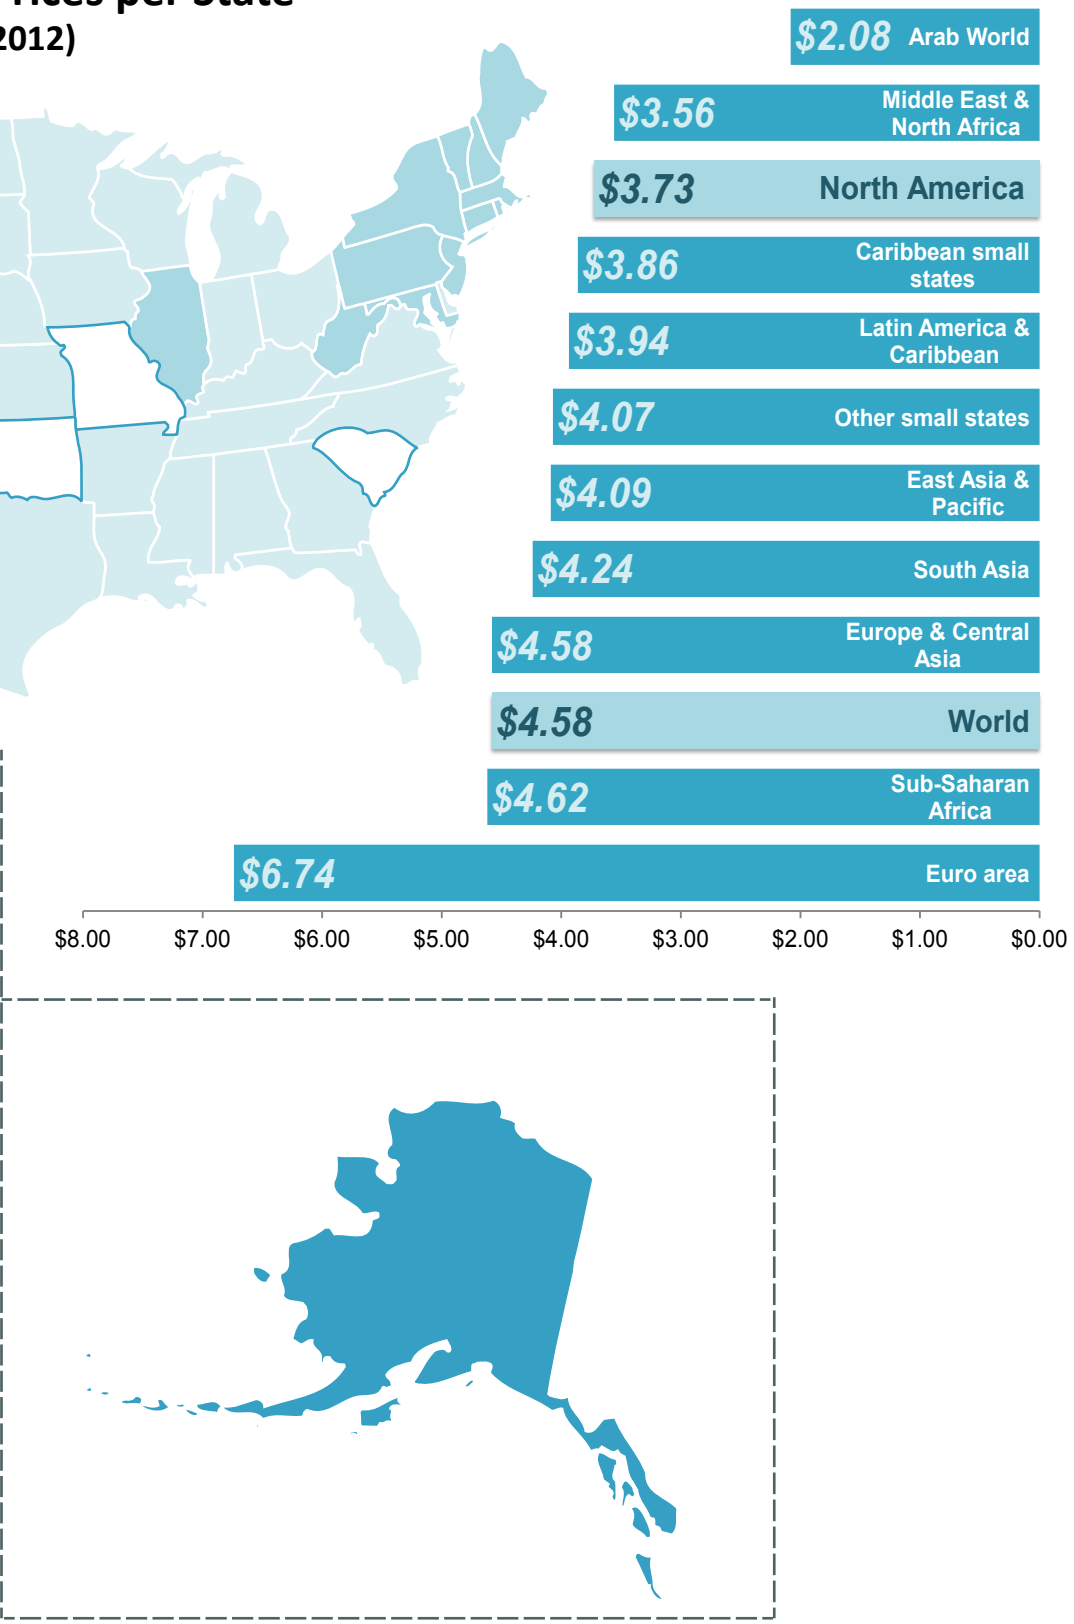 rices per State
2012)
$2.08 Arab World
$3.56 Middle East &
North Africa
$3.73 North America
$3.86 Caribbean small
states
$3.94 Latin America &
Caribbean
$4.07 Other small states
$4.09 East Asia &
Pacific
$4.24 South Asia
$4.58 Europe & Central
Asia
$4.58 World
$4.62 Sub-Saharan
Africa
$6.74 Euro area
$8.00 $7.00 $6.00 $5.00 $4.00 $3.00 $2.00 $1.00 $0.00